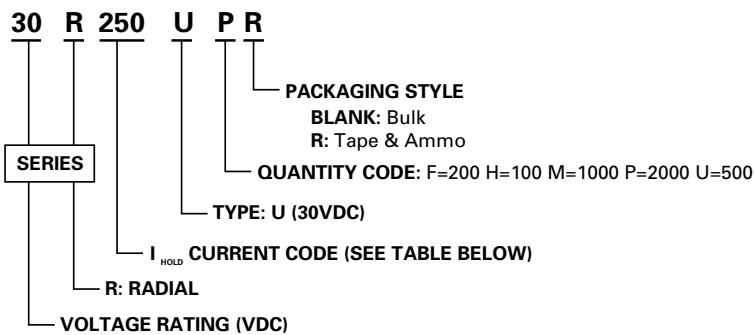 30 R 250 U P R
PACKAGING STYLE
BLANK: Bulk
R: Tape & Ammo
SERIES
QUANTITY CODE: F=200 H=100 M=1000 P=2000 U=500
TYPE: U (30VDC)
I HOLD CURRENT CODE (SEE TABLE BELOW)
R: RADIAL
VOLTAGE RATING (VDC)